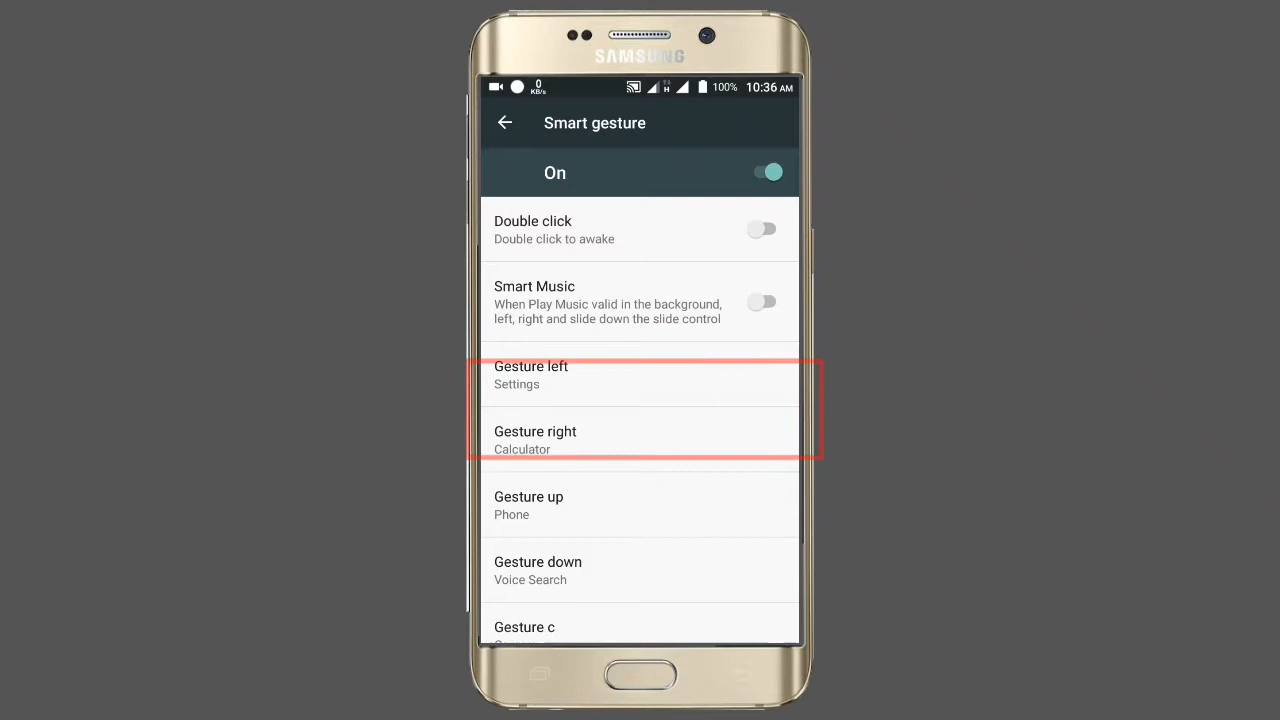 SAMSUNG
0
KB/s
H
100%
10:36 AM
Smart gesture
On
Double click
Double click to awake
Smart Music
When Play Music valid in the background,
left, right and slide down the slide control
Gesture left
Settings
Gesture right
Calculator
Gesture up
Phone
Gesture down
Voice Search
Gesture c